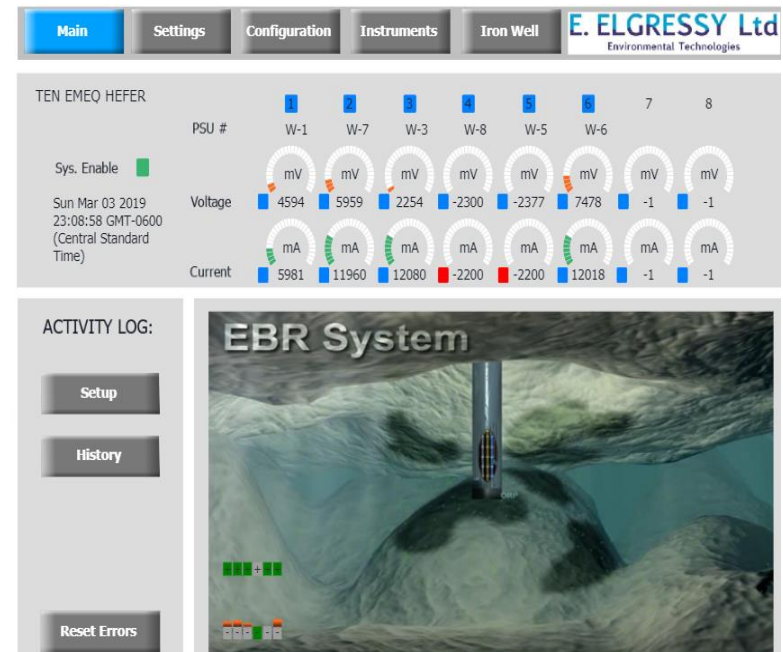 Main Settings Configuration Instruments Iron Well E. ELGRESSY Ltd
Environmental Technologies
TEN EMEQ HEFER
1 2 3 4 5 6 7 8
PSU # W-1 W-7 W-3 W-8 W-5 W-6
Sys. Enable
mV mV mV mV mV mV mV mV
Sun Mar 03 2019
23:08:58 GMT-0600
(Central Standard
Time)
Voltage 4594 5959 2254 -2300 -2377 7478 -1 -1
mA mA mA mA mA mA mA mA
Current 5981 11960 12080 -2200 -2200 12018 -1 -1
ACTIVITY LOG:
EBR System
Setup
History
Reset Errors